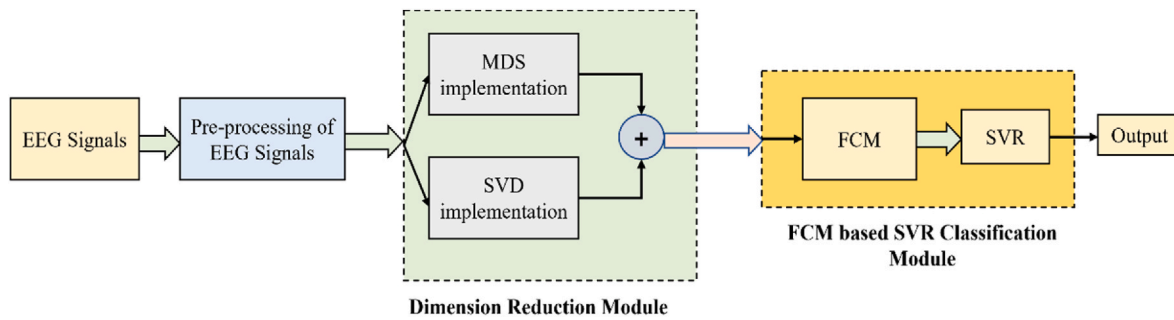 EEG Signals
Pre-processing of
EEG Signals
MDS
implementation
SVD
implementation
+
Dimension Reduction Module
FCM
SVR
FCM based SVR Classification
Module
Output